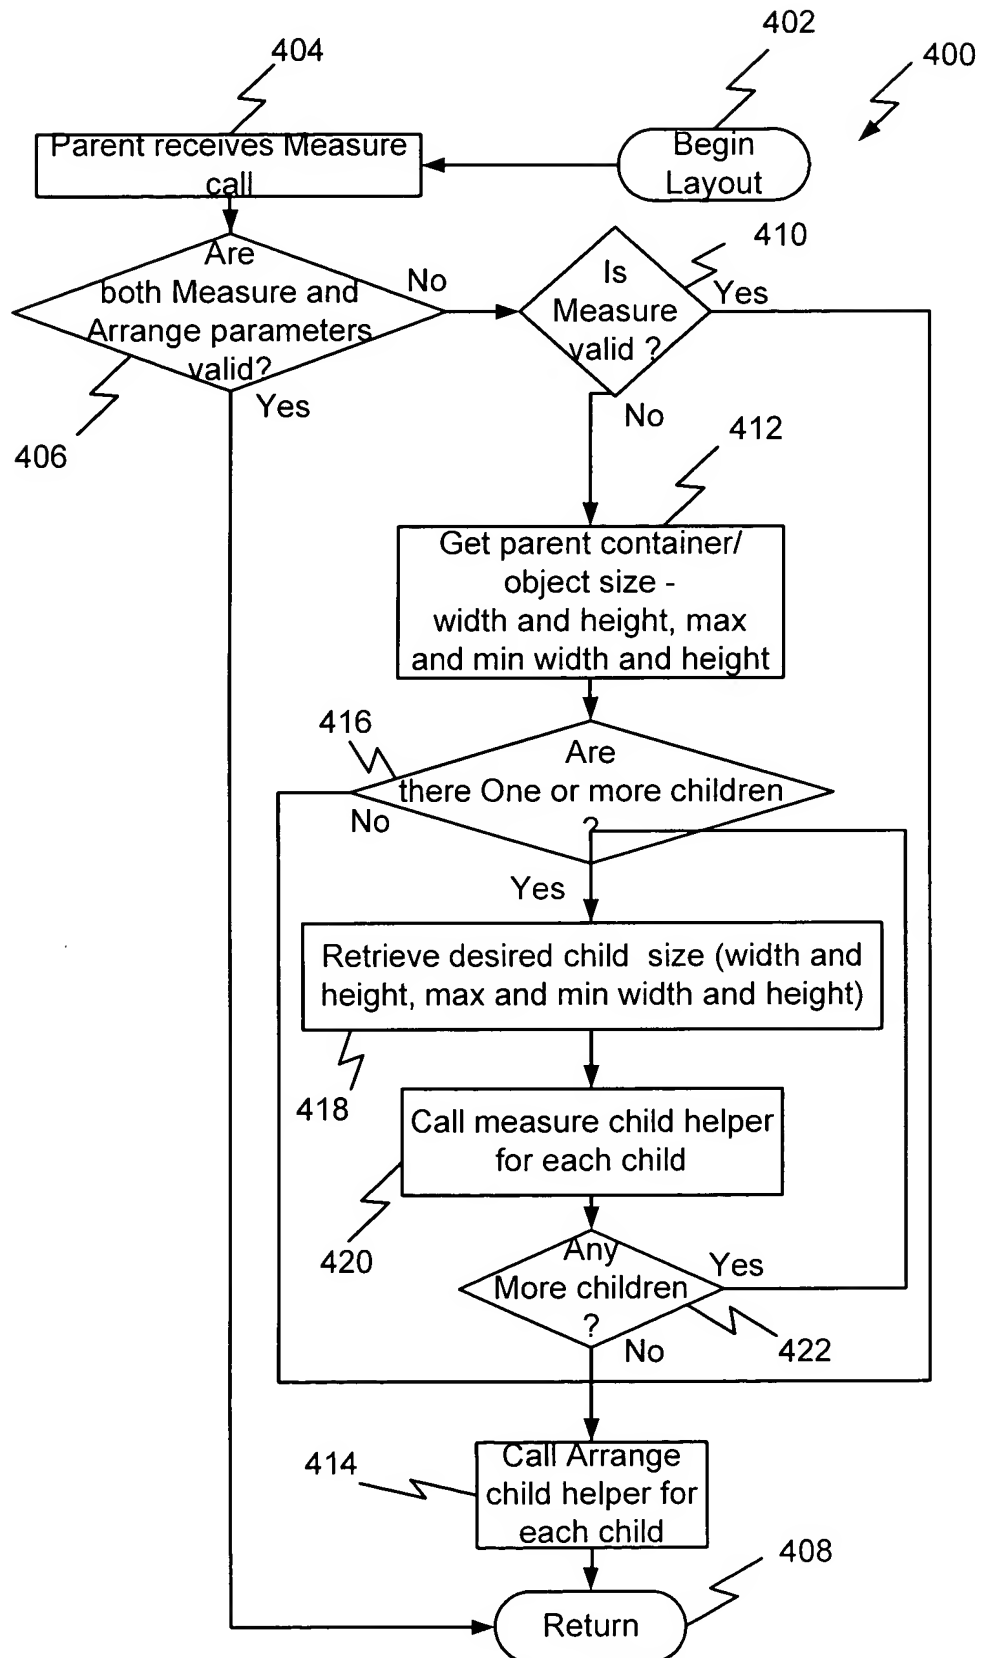 404
402
400
Parent receives Measure
call
Begin
Layout
Are
both Measure and
Arrange parameters
valid?
No
Yes
406
410
Is
Measure
valid ?
Yes
No
412
Get parent container/
object size -
width and height, max
and min width and height
416
Are
there One or more children
?
No
Yes
Retrieve desired child size (width and
height, max and min width and height)
418
Call measure child helper
for each child
420
Any
More children
?
Yes
No
422
414
Call Arrange
child helper for
each child
408
Return